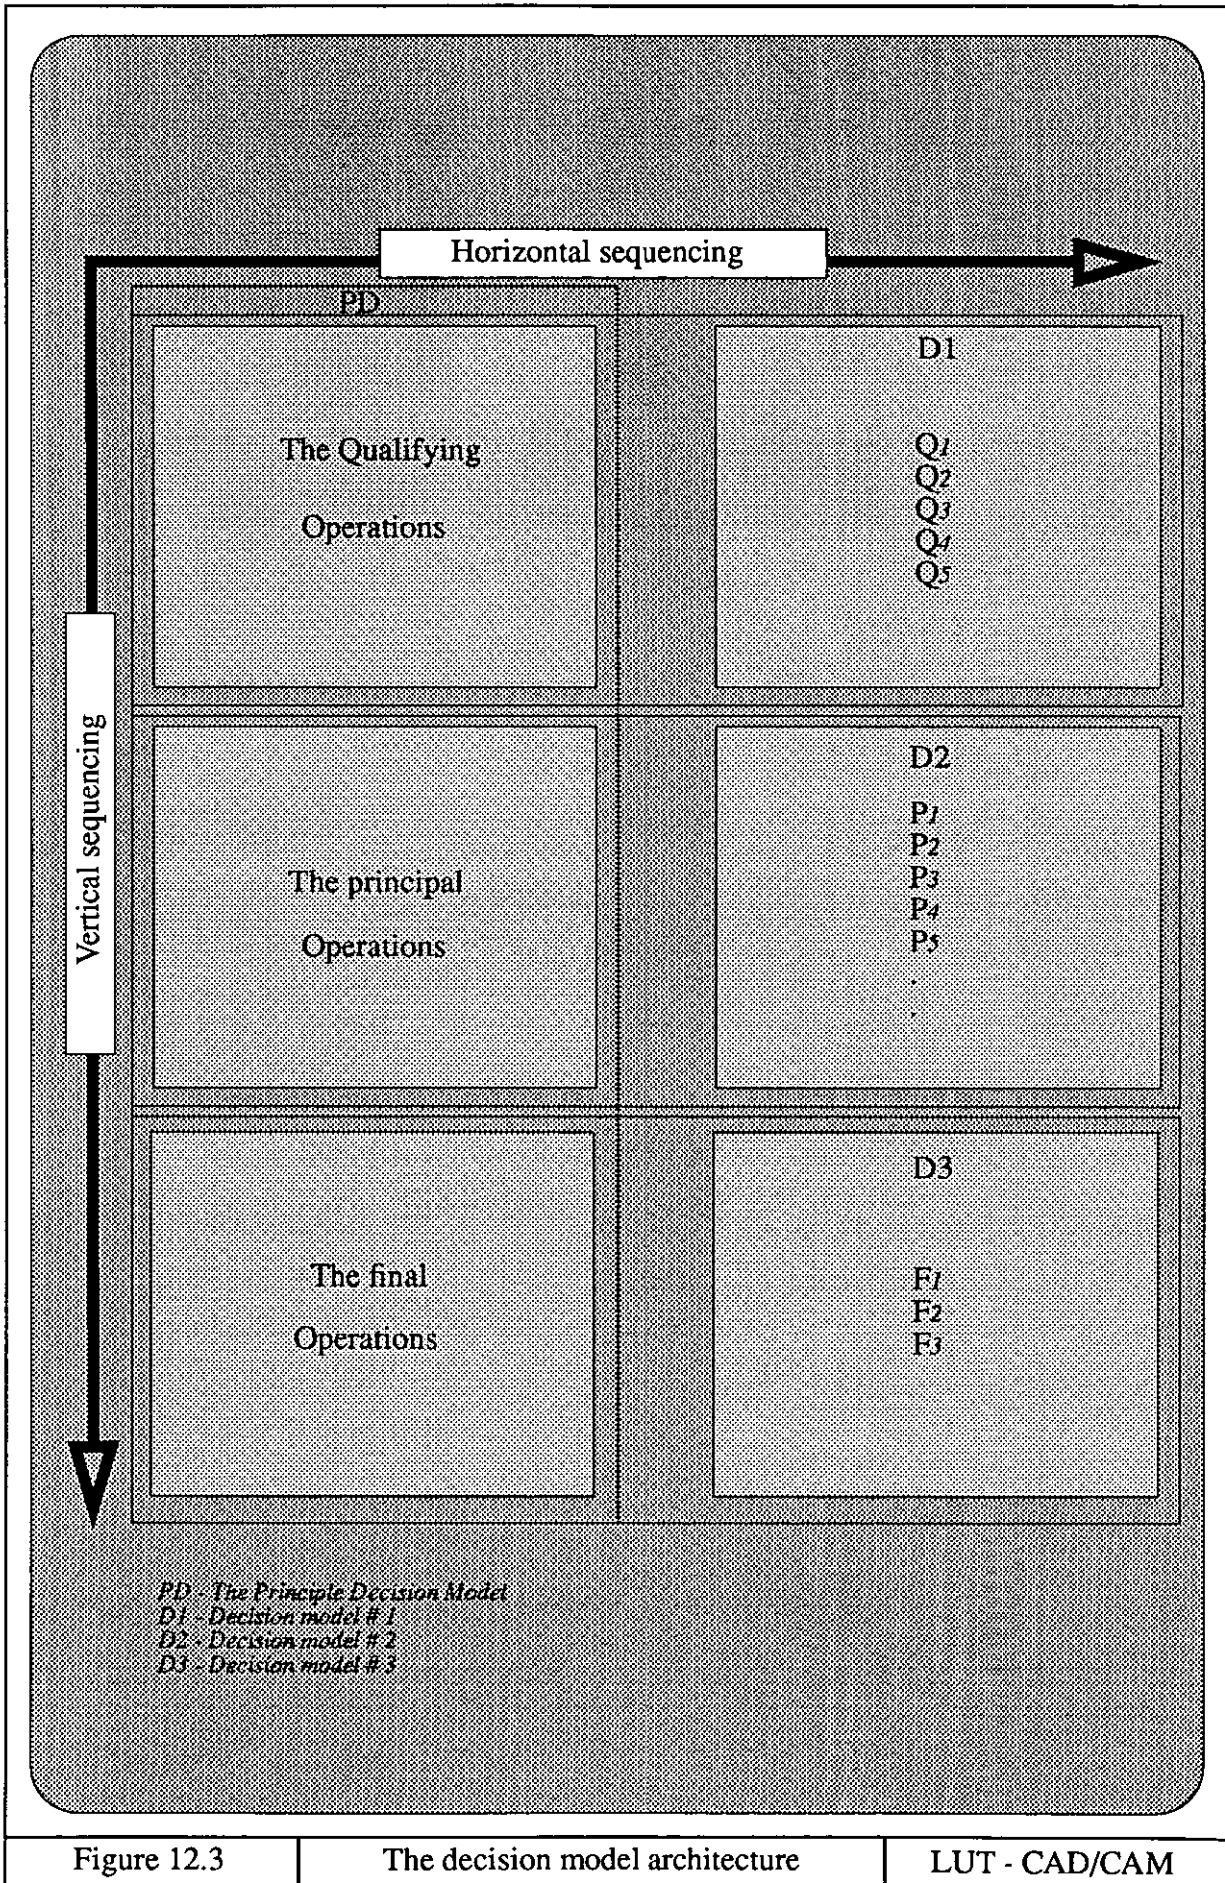 Horizontal sequencing
PD
The Qualifying
Operations
D1
Q1
Q2
Q3
Q4
Q5
Vertical sequencing
The principal
Operations
D2
P1
P2
P3
P4
P5
.
.
The final
Operations
D3
F1
F2
F3
PD - The Principle Decision Model
D1 - Decision model # 1
D2 - Decision model # 2
D3 - Decision model # 3
Figure 12.3
The decision model architecture
LUT - CAD/CAM